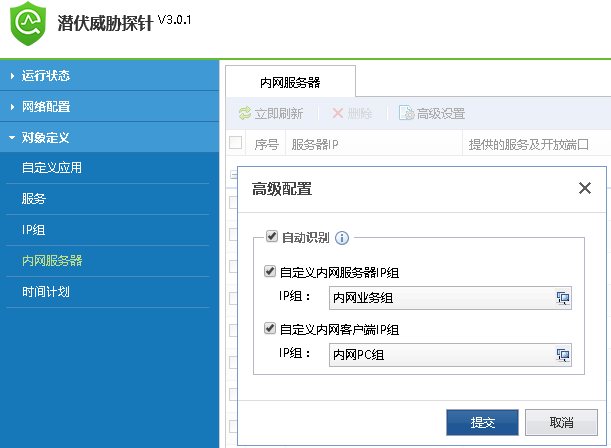 潜伏威胁探针 V3.0.1
运行状态
网络配置
对象定义
自定义应用
服务
IP组
内网服务器
时间计划
内网服务器
立即刷新 删除 高级设置
序号 服务器IP 提供的服务及开放端口
高级配置
自动识别
自定义内网服务器IP组
IP组： 内网业务组
自定义内网客户端IP组
IP组： 内网PC组
提交 取消